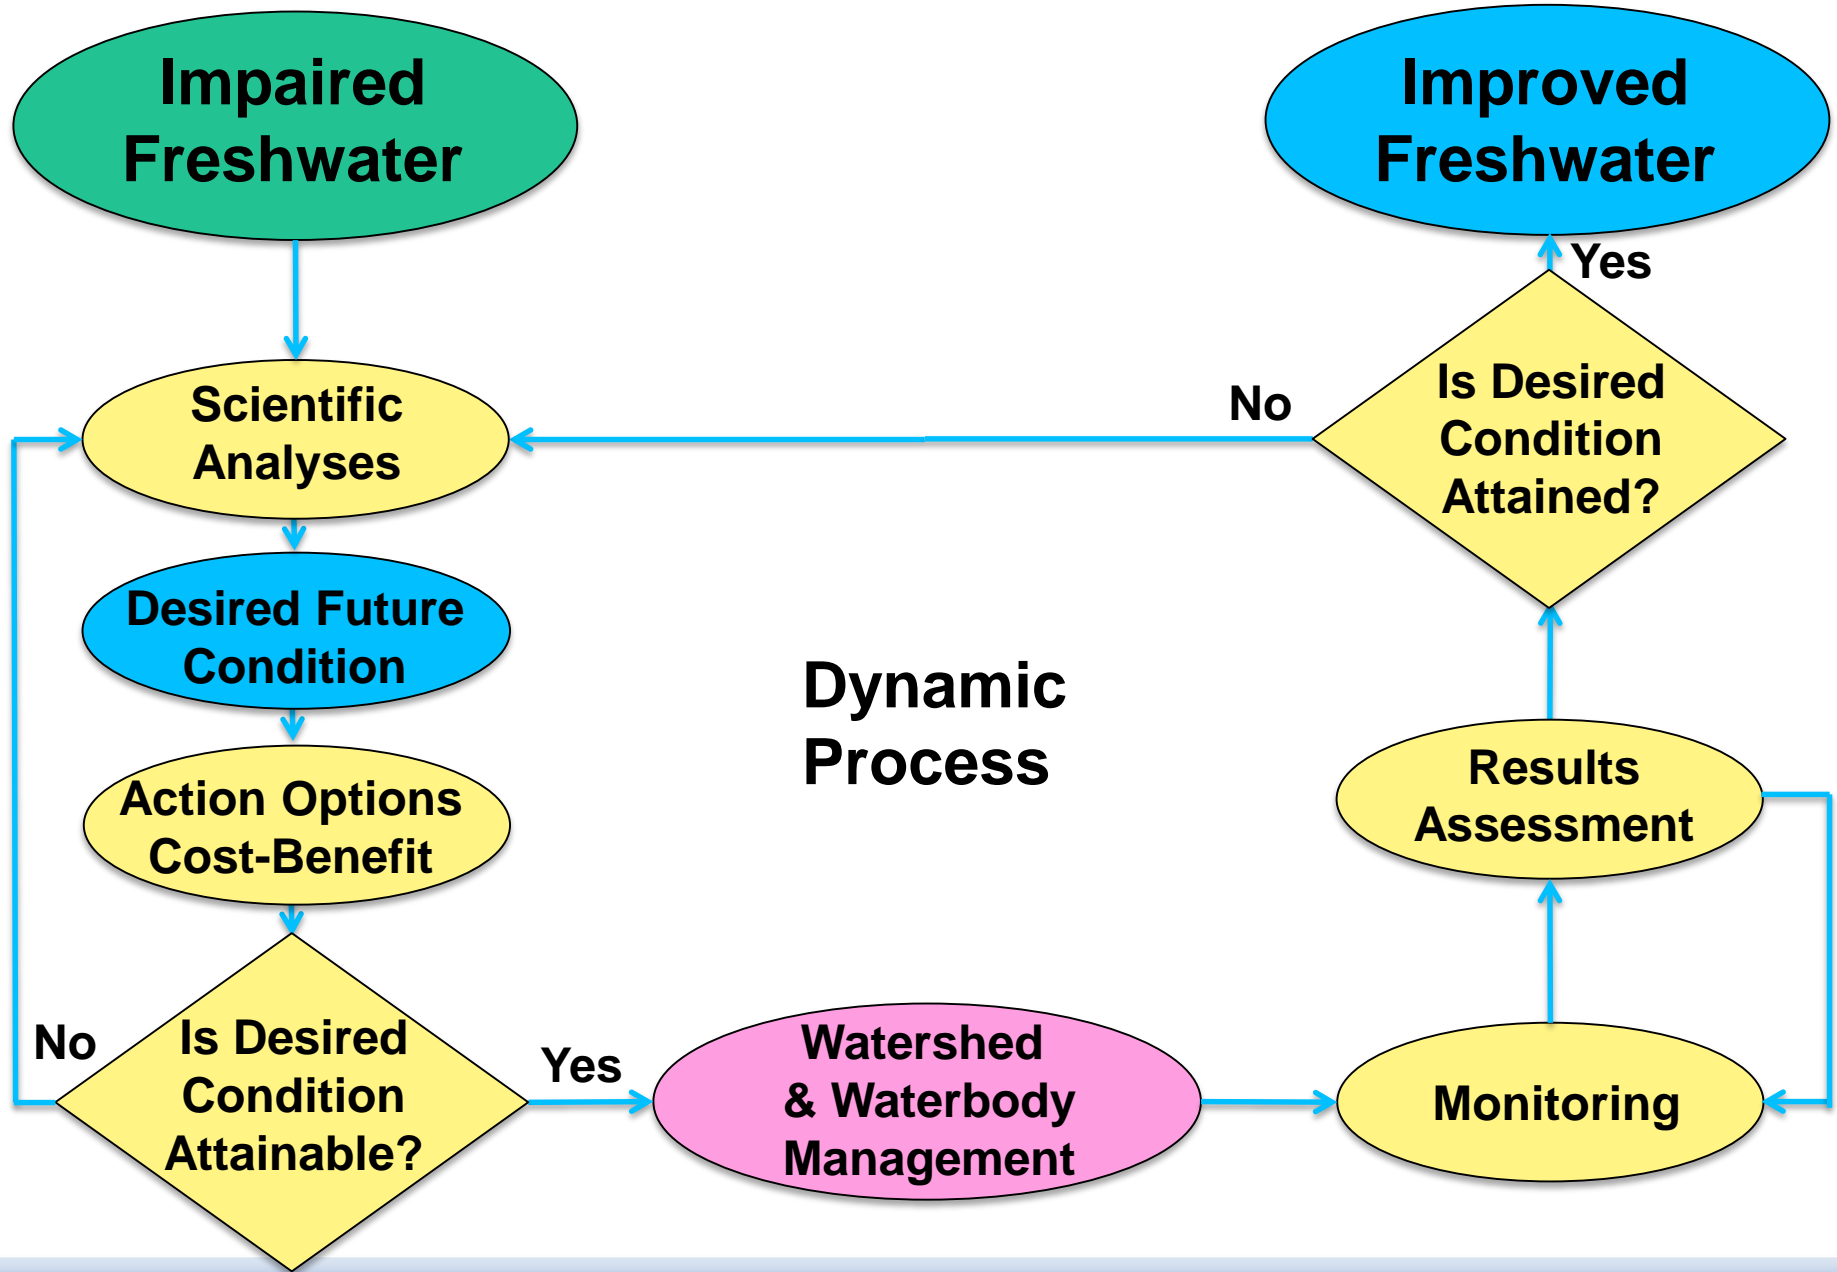 Impaired
Freshwater
Improved
Freshwater
Yes
Scientific
Analyses
No
Is Desired
Condition
Attained?
Desired Future
Condition
Dynamic
Process
Action Options
Cost-Benefit
Results
Assessment
No
Is Desired
Condition
Attainable?
Yes
Watershed
& Waterbody
Management
Monitoring